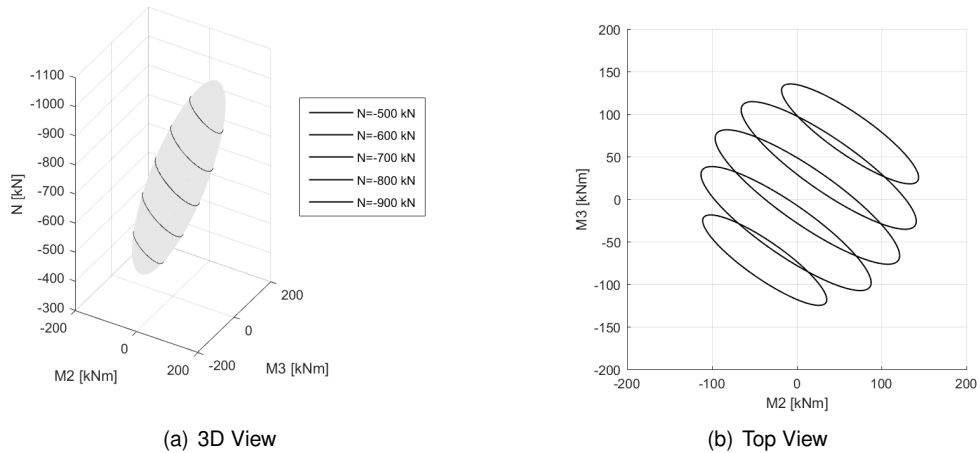 -1100
-1000
-900
-800
-700
-600
-500
-400
-300
N [kN]
-200
0
200
M2 [kNm]
-200
0
200
M3 [kNm]
N=-500 kN
N=-600 kN
N=-700 kN
N=-800 kN
N=-900 kN
(a) 3D View
200
150
100
50
0
-50
-100
-150
-200
M3 [kNm]
-200
-100
0
100
200
M2 [kNm]
(b) Top View